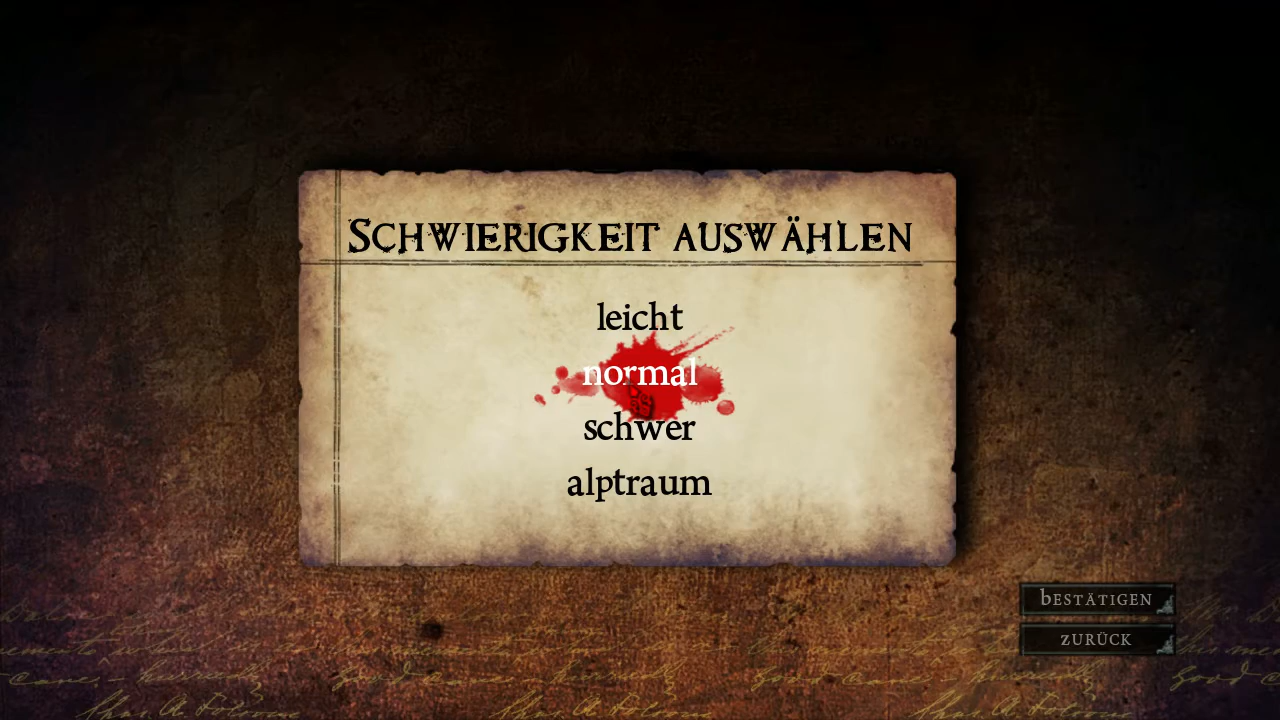 Schwierigkeit auswählen
leicht
normal
schwer
alptraum
bestätigen
zurück